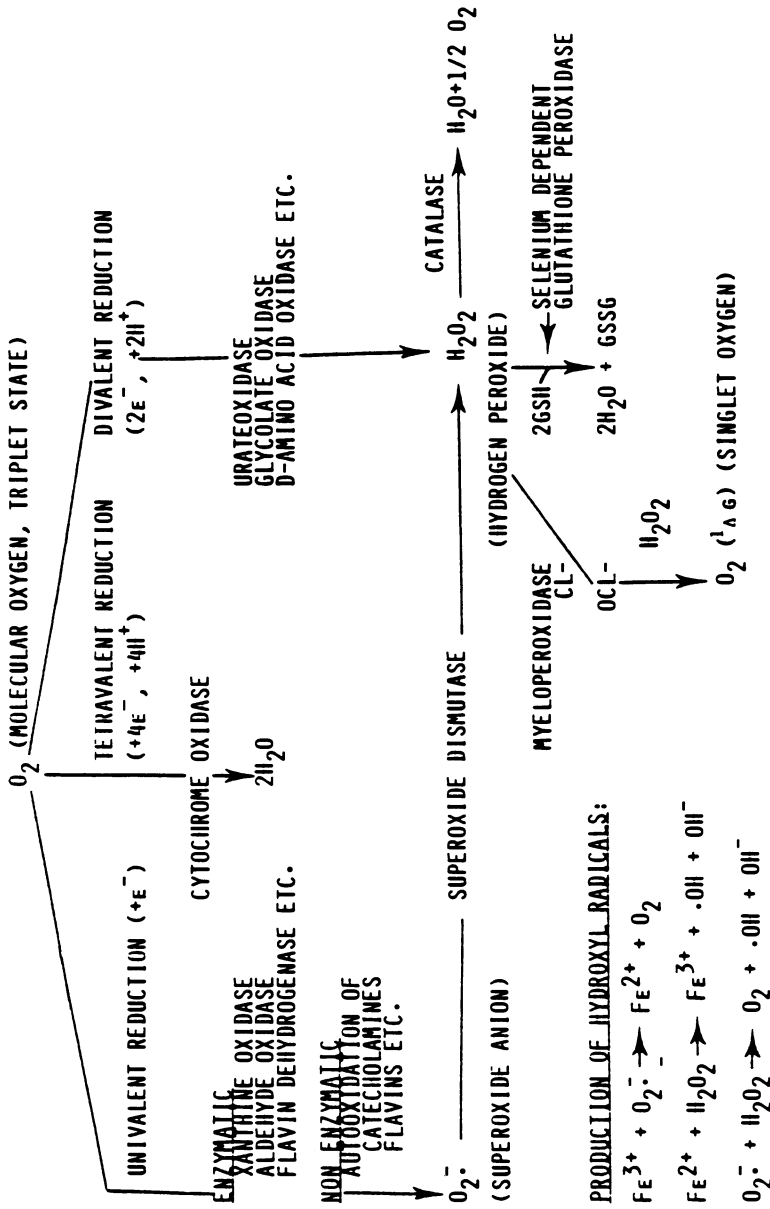 O2 (MOLECULAR OXYGEN, TRIPLET STATE)
UNIVALENT REDUCTION (+E-)
TETRAVALENT REDUCTION
(+4E-, +4H+)
DIVALENT REDUCTION
(2E-, +2H+)
CYTOCHROME OXIDASE
2H2O
ENZYMATIC
XANTHINE OXIDASE
ALDEHYDE OXIDASE
FLAVIN DEHYDROGENASE ETC.
NON ENZYMATIC
AUTOOXIDATION OF
CATECHOLAMINES
FLAVINS ETC.
URATEOXIDASE
GLYCOLATE OXIDASE
D-AMINO ACID OXIDASE ETC.
O2·-
(SUPEROXIDE ANION)
SUPEROXIDE DISMUTASE
H2O2
(HYDROGEN PEROXIDE)
CATALASE
H2O+1/2 O2
2GSH
SELENIUM DEPENDENT
GLUTATHIONE PEROXIDASE
2H2O + GSSG
MYELOPEROXIDASE
CL-
OCL-
H2O2
O2 (1Δ G) (SINGLET OXYGEN)
PRODUCTION OF HYDROXYL RADICALS:
FE3+ + O2·- → FE2+ + O2
FE2+ + H2O2 → FE3+ + ·OH + OH-
O2·- + H2O2 → O2 + ·OH + OH-